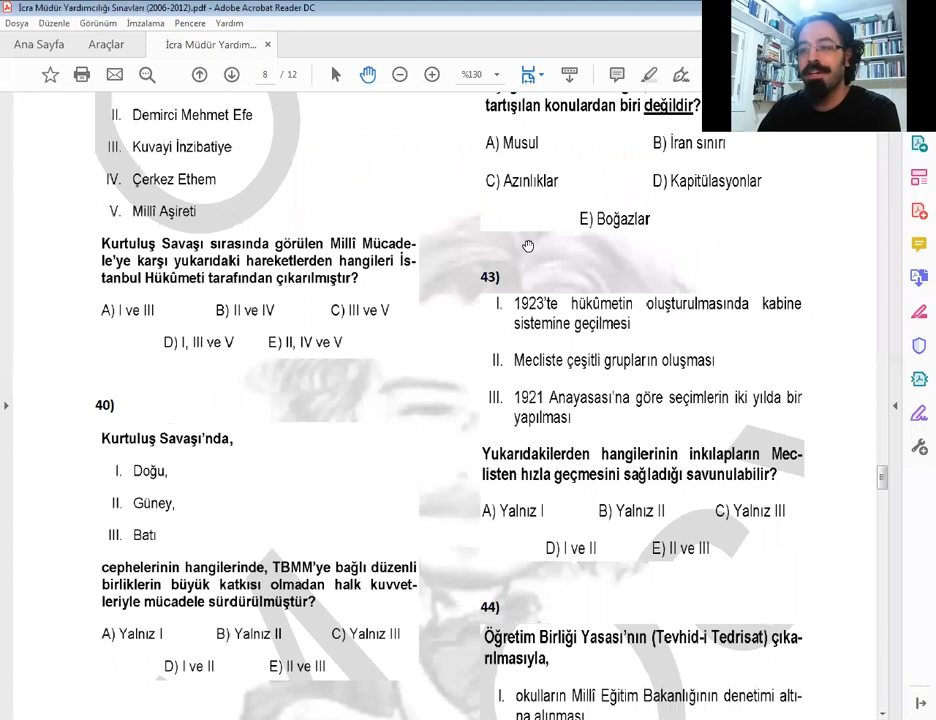 İcra Müdür Yardımcılığı Sınavları (2006-2012).pdf - Adobe Acrobat Reader DC
Dosya Düzenle Görünüm İmzalama Pencere Yardım
Ana Sayfa Araçlar İcra Müdür Yardım... ×
8 / 12 %130
II. Demirci Mehmet Efe
III. Kuvayi İnzibatiye
IV. Çerkez Ethem
V. Millî Aşireti
Kurtuluş Savaşı sırasında görülen Millî Mücade-
le'ye karşı yukarıdaki hareketlerden hangileri İs-
tanbul Hükûmeti tarafından çıkarılmıştır?
A) I ve III B) II ve IV C) III ve V
D) I, III ve V E) II, IV ve V
40)
Kurtuluş Savaşı'nda,
I. Doğu,
II. Güney,
III. Batı
cephelerinin hangilerinde, TBMM'ye bağlı düzenli
birliklerin büyük katkısı olmadan halk kuvvet-
leriyle mücadele sürdürülmüştür?
A) Yalnız I B) Yalnız II C) Yalnız III
D) I ve II E) II ve III
tartışılan konulardan biri değildir?
A) Musul B) İran sınırı
C) Azınlıklar D) Kapitülasyonlar
E) Boğazlar
43)
I. 1923'te hükûmetin oluşturulmasında kabine
sistemine geçilmesi
II. Mecliste çeşitli grupların oluşması
III. 1921 Anayasası'na göre seçimlerin iki yılda bir
yapılması
Yukarıdakilerden hangilerinin inkılapların Mec-
listen hızla geçmesini sağladığı savunulabilir?
A) Yalnız I B) Yalnız II C) Yalnız III
D) I ve II E) II ve III
44)
Öğretim Birliği Yasası'nın (Tevhid-i Tedrisat) çıka-
rılmasıyla,
I. okulların Millî Eğitim Bakanlığının denetimi altı-
na alınması